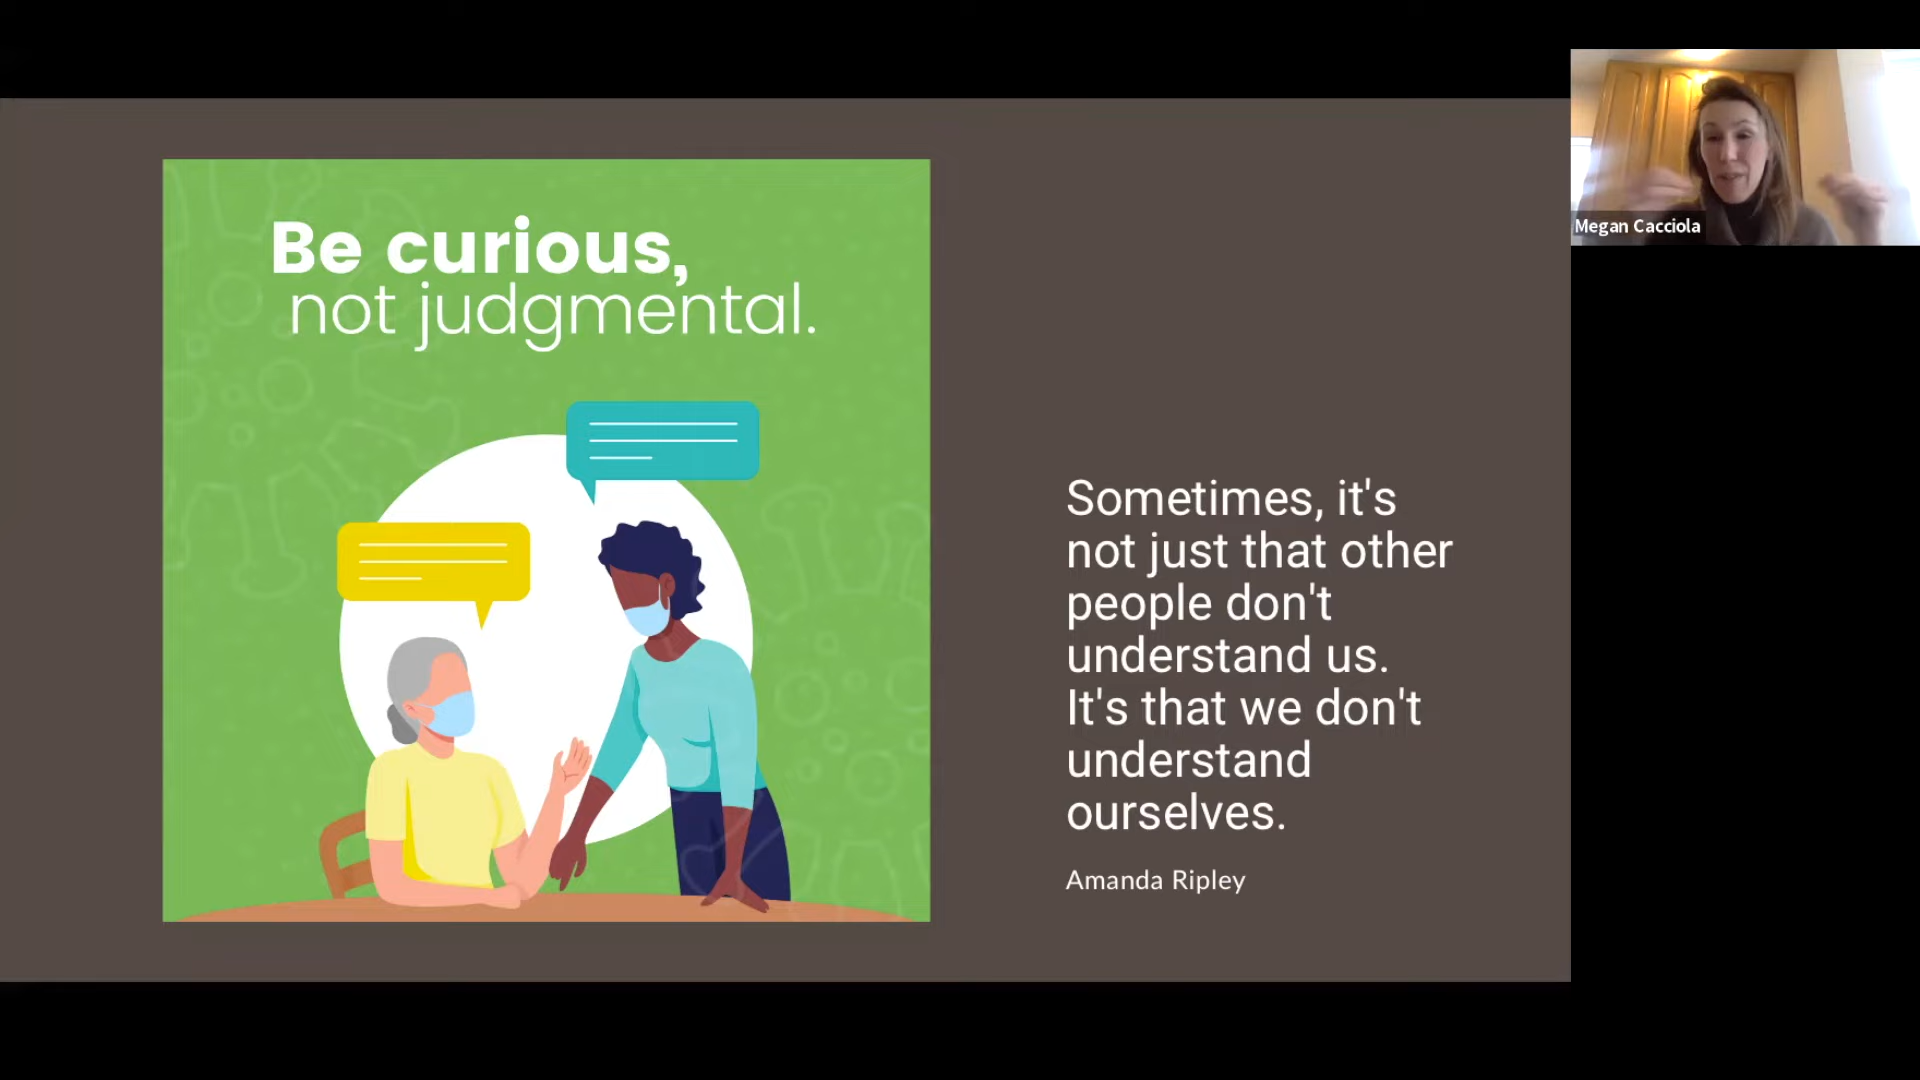 Be curious,
not judgmental.
Sometimes, it's
not just that other
people don't
understand us.
It's that we don't
understand
ourselves.
Amanda Ripley
Megan Cacciola